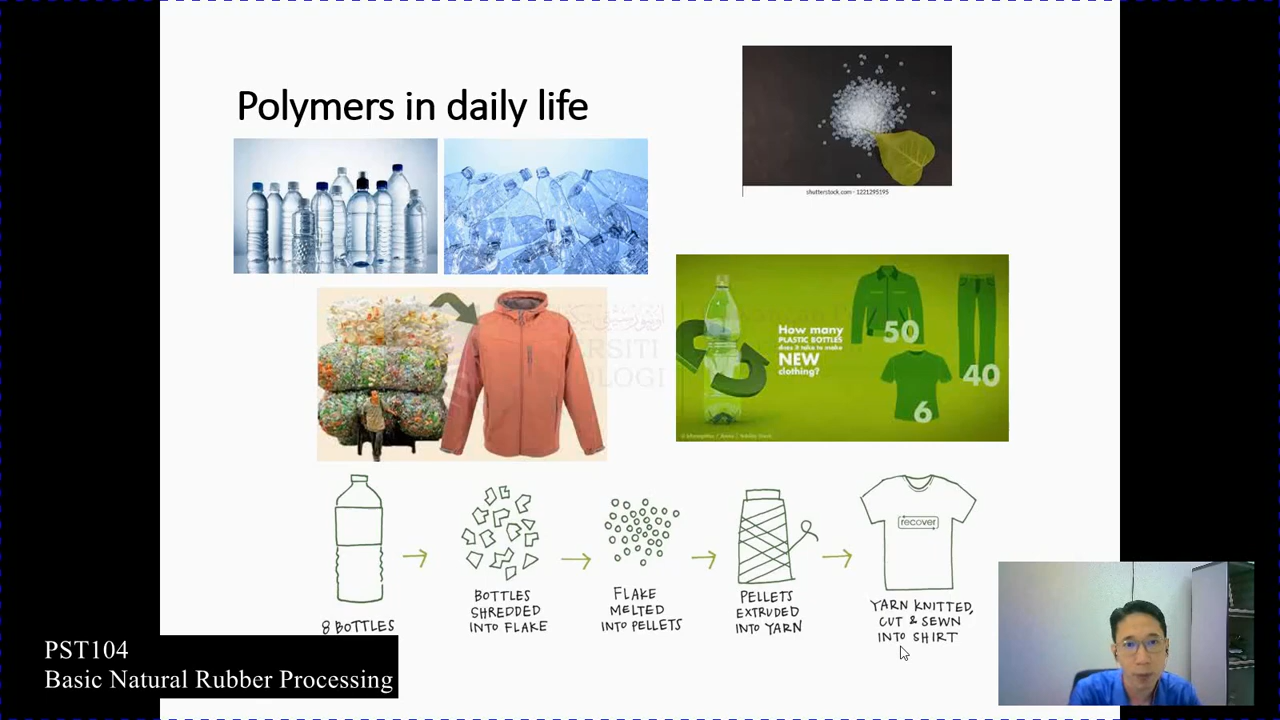 Polymers in daily life
shutterstock.com · 1221295195
How many
PLASTIC BOTTLES
does it take to make
NEW
clothing?
50
40
6
ERSITI
OLOGI
recover
8 BOTTLES
BOTTLES
SHREDDED
INTO FLAKE
FLAKE
MELTED
INTO PELLETS
PELLETS
EXTRUDED
INTO YARN
YARN KNITTED,
CUT & SEWN
INTO SHIRT
PST104
Basic Natural Rubber Processing